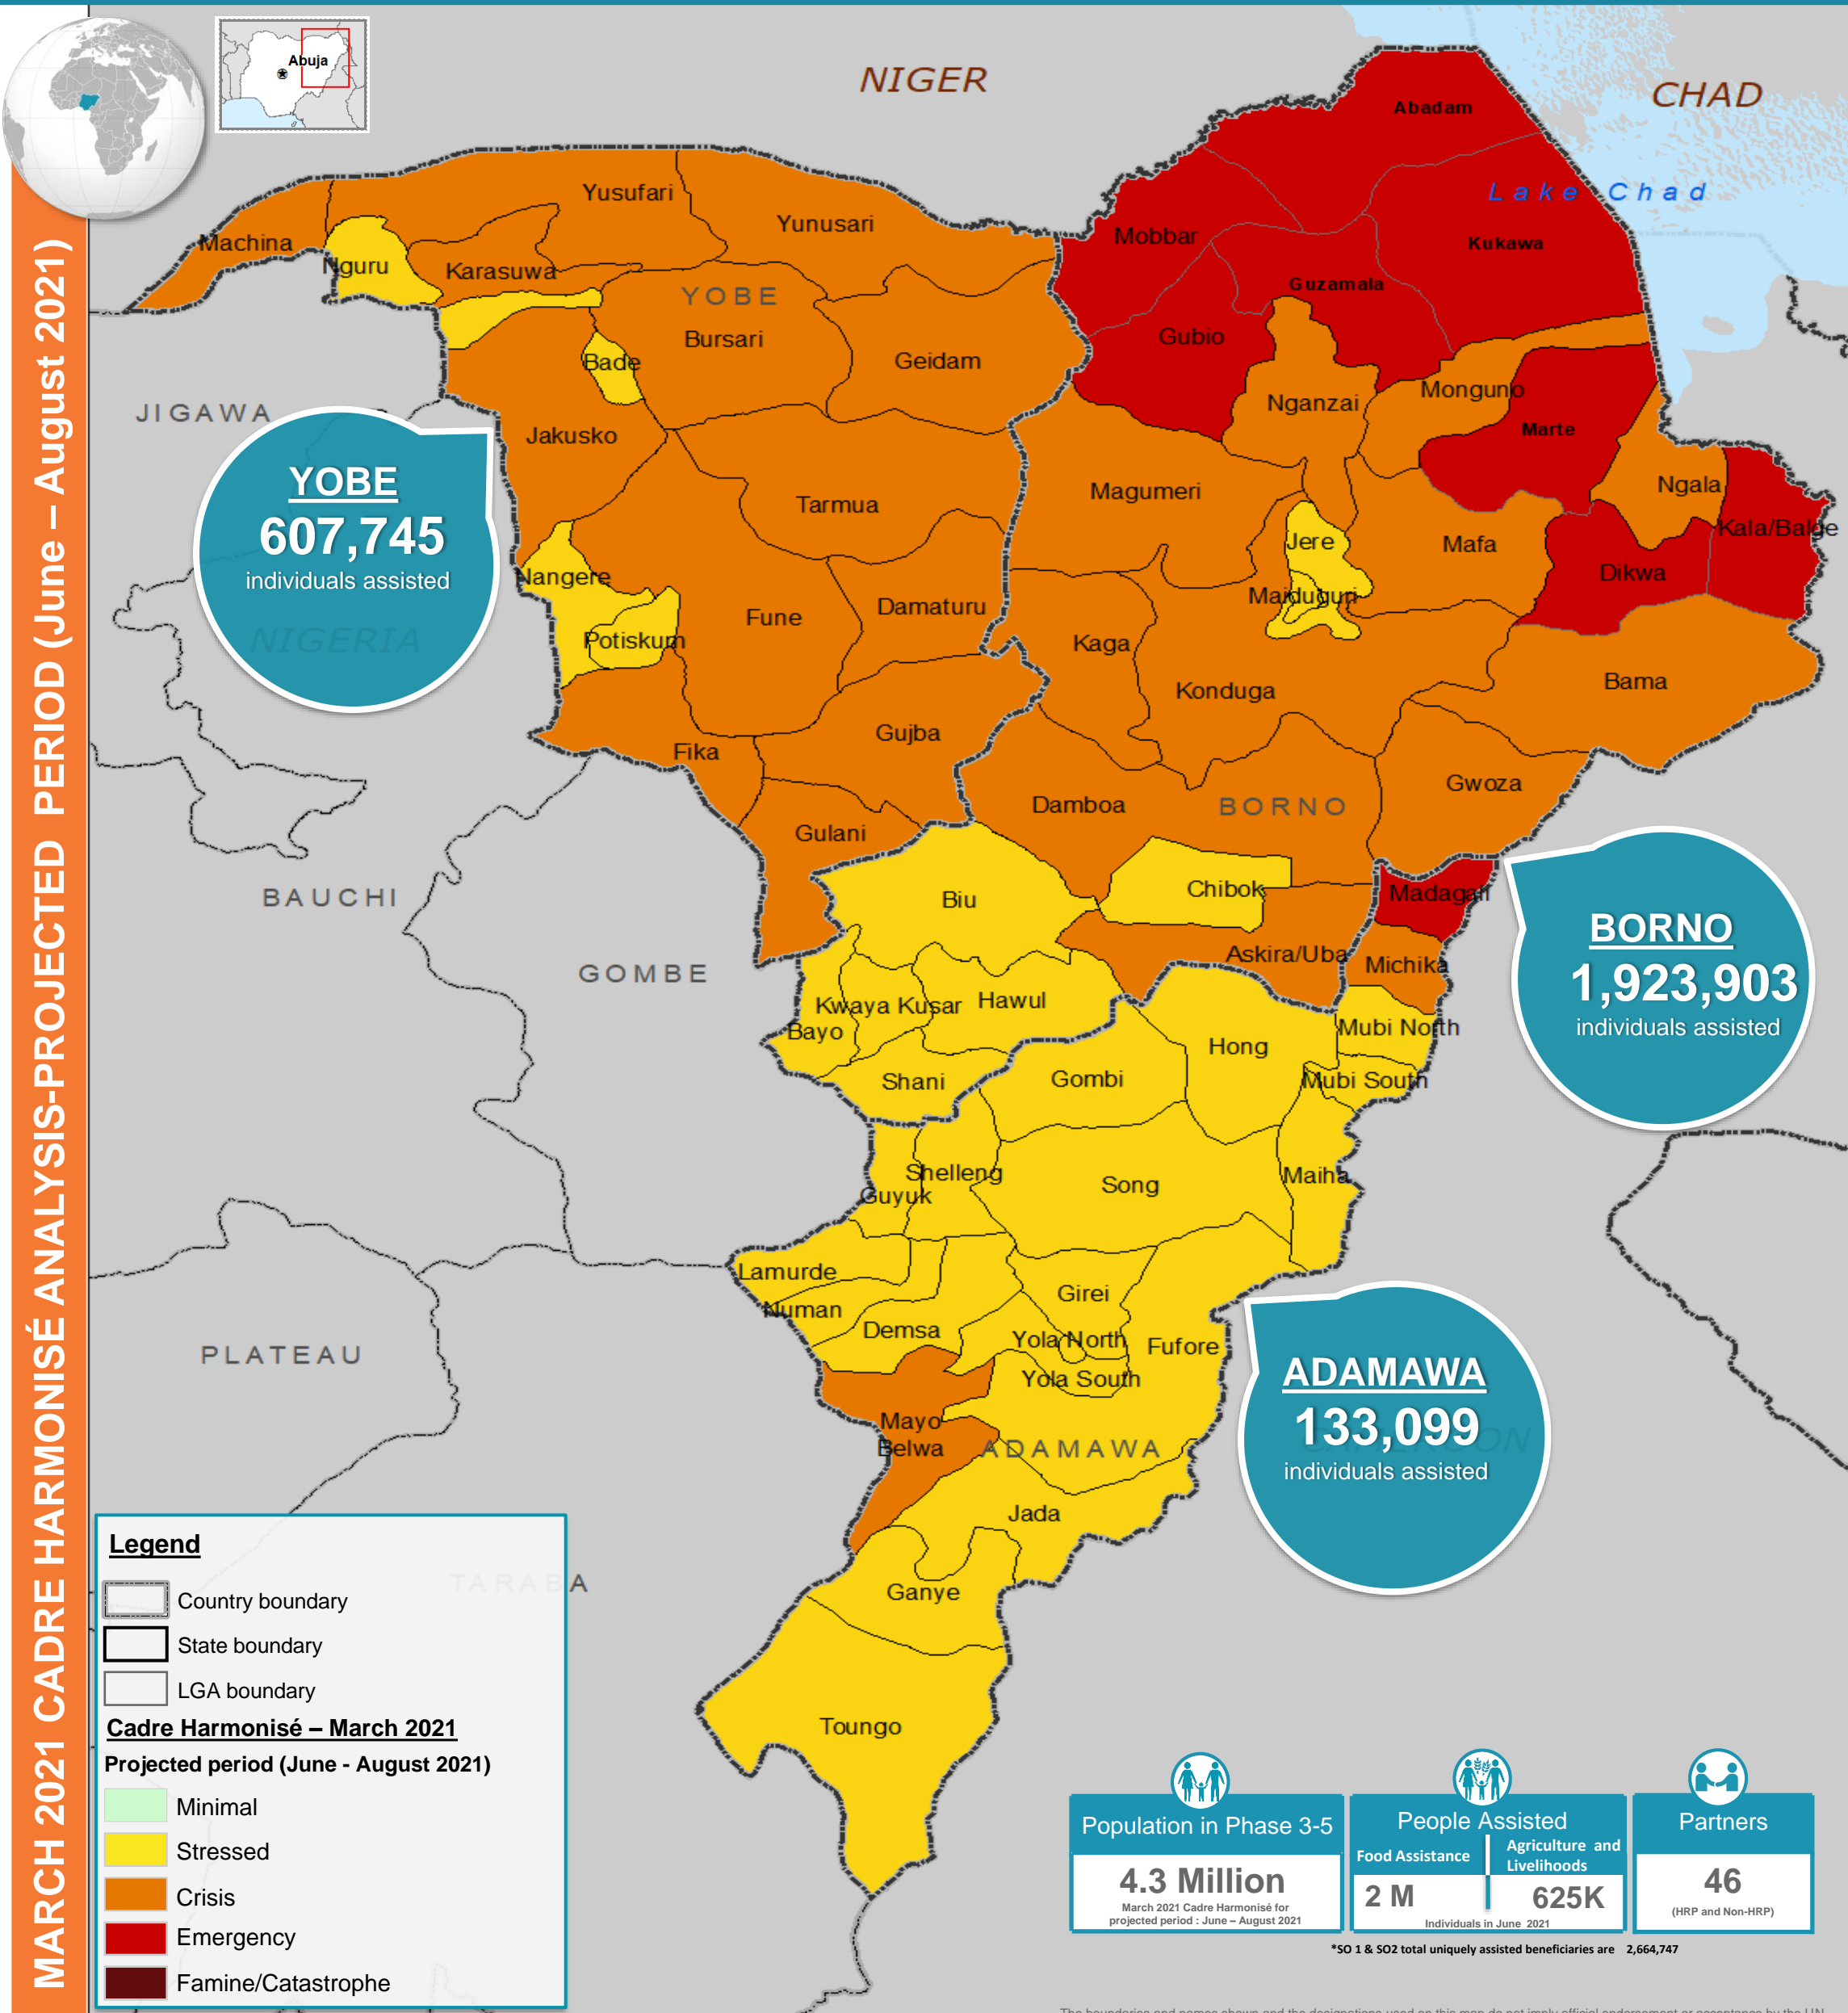 MARCH 2021 CADRE HARMONISÉ ANALYSIS-PROJECTED PERIOD (June – August 2021)
Abuja
NIGER
CHAD
Lake Chad
Abadam
Yusufari
Yunusari
Machina
Nguru
Karasuwa
Mobbar
Kukawa
YOBE
Guzamala
Bursari
Gubio
Bade
Geidam
Monguno
Nganzai
JIGAWA
Jakusko
Marte
YOBE
607,745
individuals assisted
NIGERIA
Tarmua
Magumeri
Ngala
Kala/Balge
Jere
Mafa
Dikwa
Nangere
Maiduguri
Fune
Damaturu
Potiskum
Kaga
Konduga
Bama
Gujba
Fika
Gwoza
Damboa
BORNO
Gulani
BAUCHI
Biu
Chibok
Madagali
BORNO
1,923,903
individuals assisted
GOMBE
Askira/Uba
Michika
Kwaya Kusar
Hawul
Bayo
Mubi North
Hong
Shani
Gombi
Mubi South
Shelleng
Guyuk
Song
Maiha
Lamurde
Numan
Girei
Demsa
Yola North
Fufore
Yola South
PLATEAU
ADAMAWA
133,099
individuals assisted
Mayo
Belwa
ADAMAWA
Jada
TARABA
Ganye
Toungo
Legend
Country boundary
State boundary
LGA boundary
Cadre Harmonisé – March 2021
Projected period (June - August 2021)
Minimal
Stressed
Crisis
Emergency
Famine/Catastrophe
Population in Phase 3-5
4.3 Million
March 2021 Cadre Harmonisé for
projected period : June – August 2021
People Assisted
Food Assistance
Agriculture and
Livelihoods
2 M
625K
Individuals in June 2021
Partners
46
(HRP and Non-HRP)
*SO 1 & SO2 total uniquely assisted beneficiaries are 2,664,747